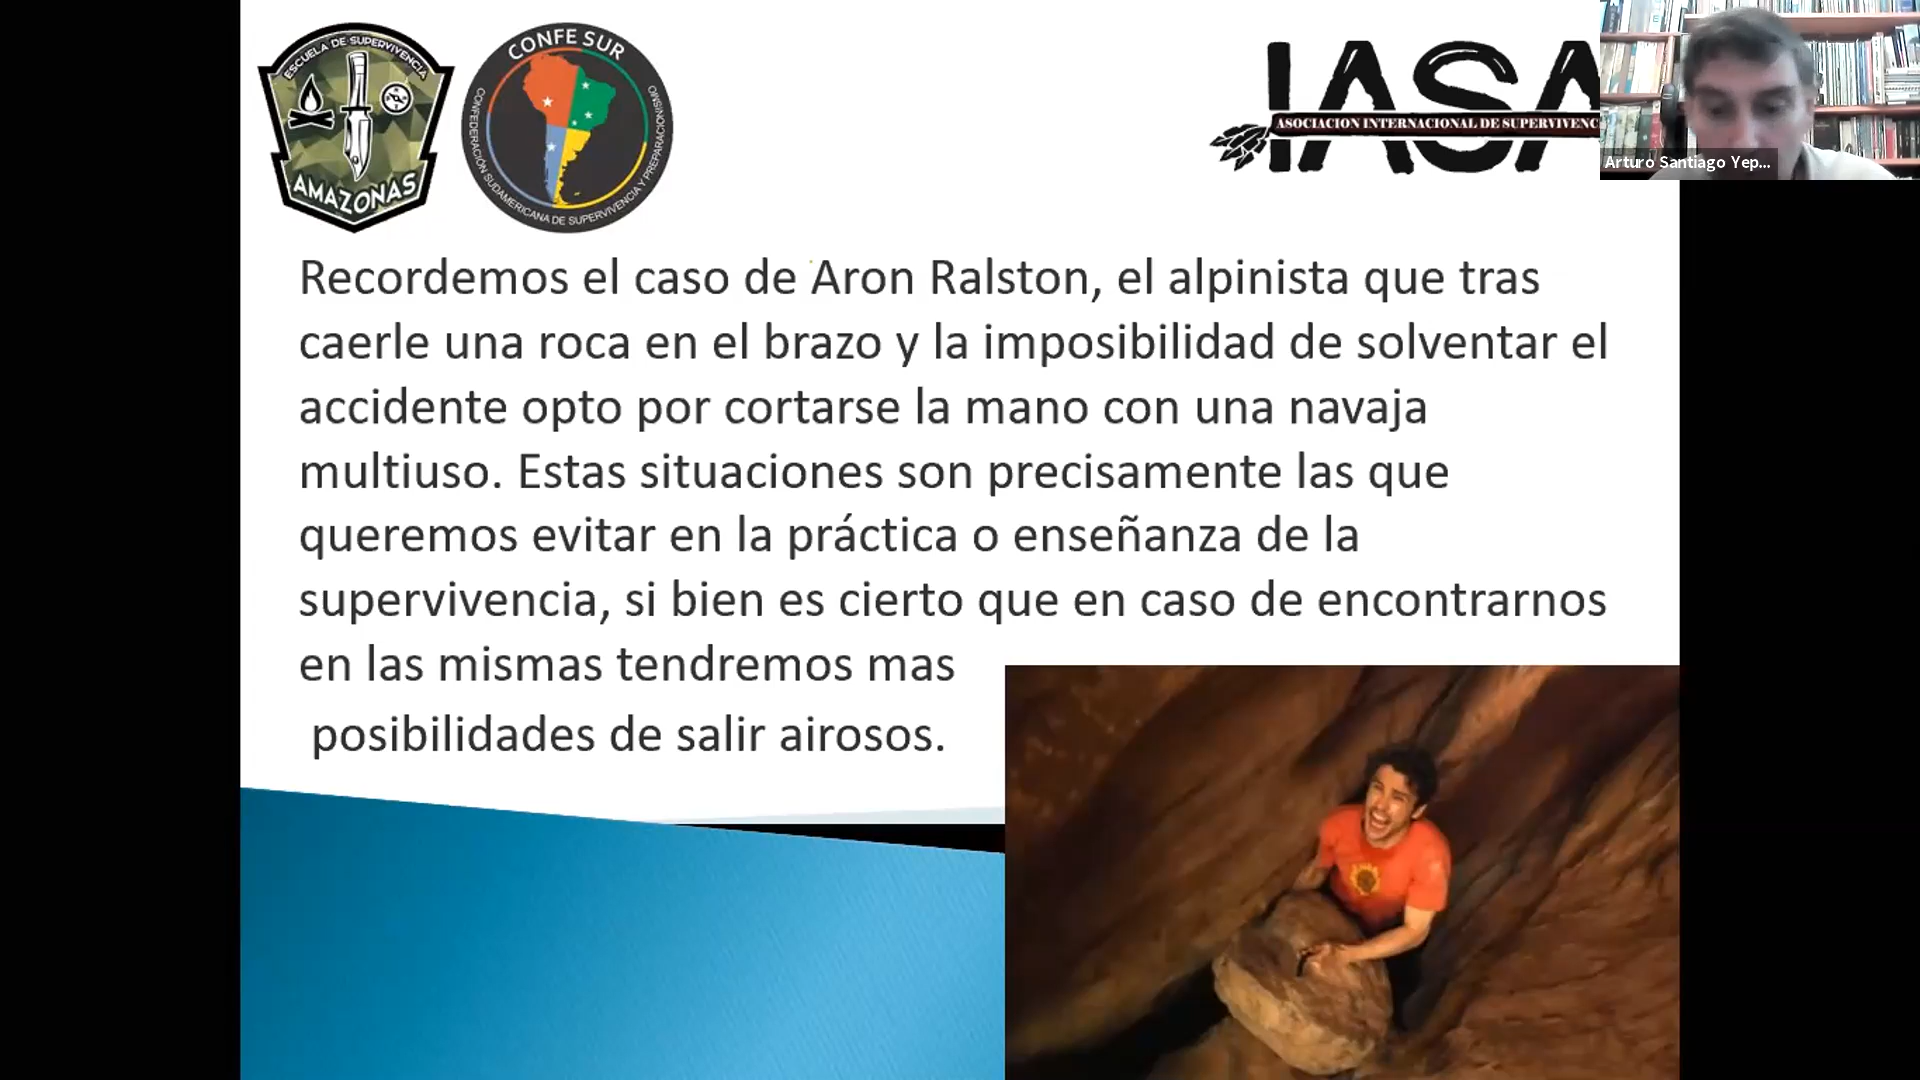 ESCUELA DE SUPERVIVENCIA
AMAZONAS
CONFE SUR
CONFEDERACIÓN SUDAMERICANA DE SUPERVIVENCIA Y PREPARACIONISMO
IASA
ASOCIACION INTERNACIONAL DE SUPERVIVENC
Arturo Santiago Yep...
Recordemos el caso de Aron Ralston, el alpinista que tras
caerle una roca en el brazo y la imposibilidad de solventar el
accidente opto por cortarse la mano con una navaja
multiuso. Estas situaciones son precisamente las que
queremos evitar en la práctica o enseñanza de la
supervivencia, si bien es cierto que en caso de encontrarnos
en las mismas tendremos mas
posibilidades de salir airosos.